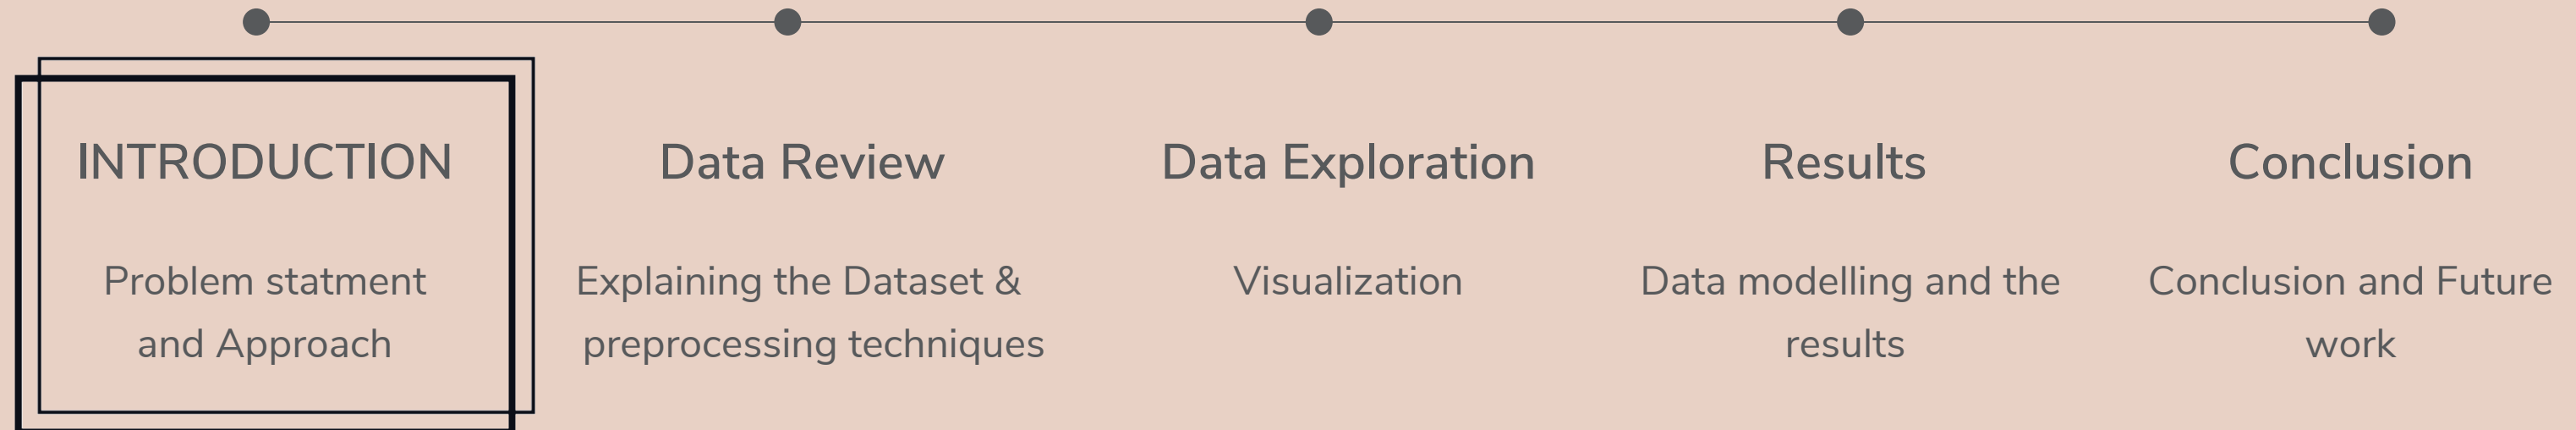 INTRODUCTION
Problem statment
and Approach
Data Review
Explaining the Dataset &
preprocessing techniques
Data Exploration
Visualization
Results
Data modelling and the
results
Conclusion
Conclusion and Future
work